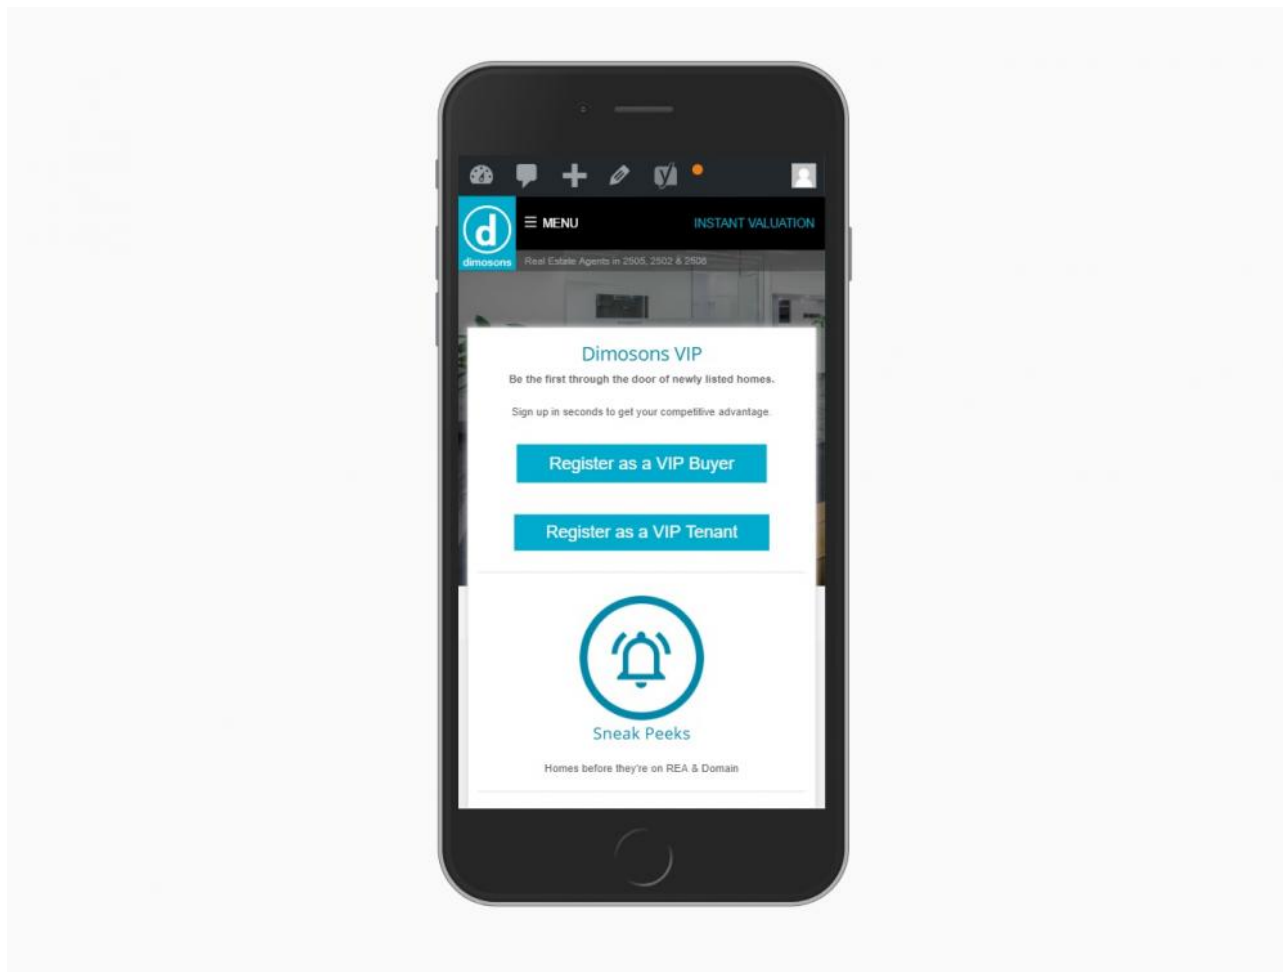 MENU
INSTANT VALUATION
d
dimosons
Real Estate Agents in 2505, 2502 & 2506
Dimosons VIP
Be the first through the door of newly listed homes.
Sign up in seconds to get your competitive advantage.
Register as a VIP Buyer
Register as a VIP Tenant
Sneak Peeks
Homes before they're on REA & Domain